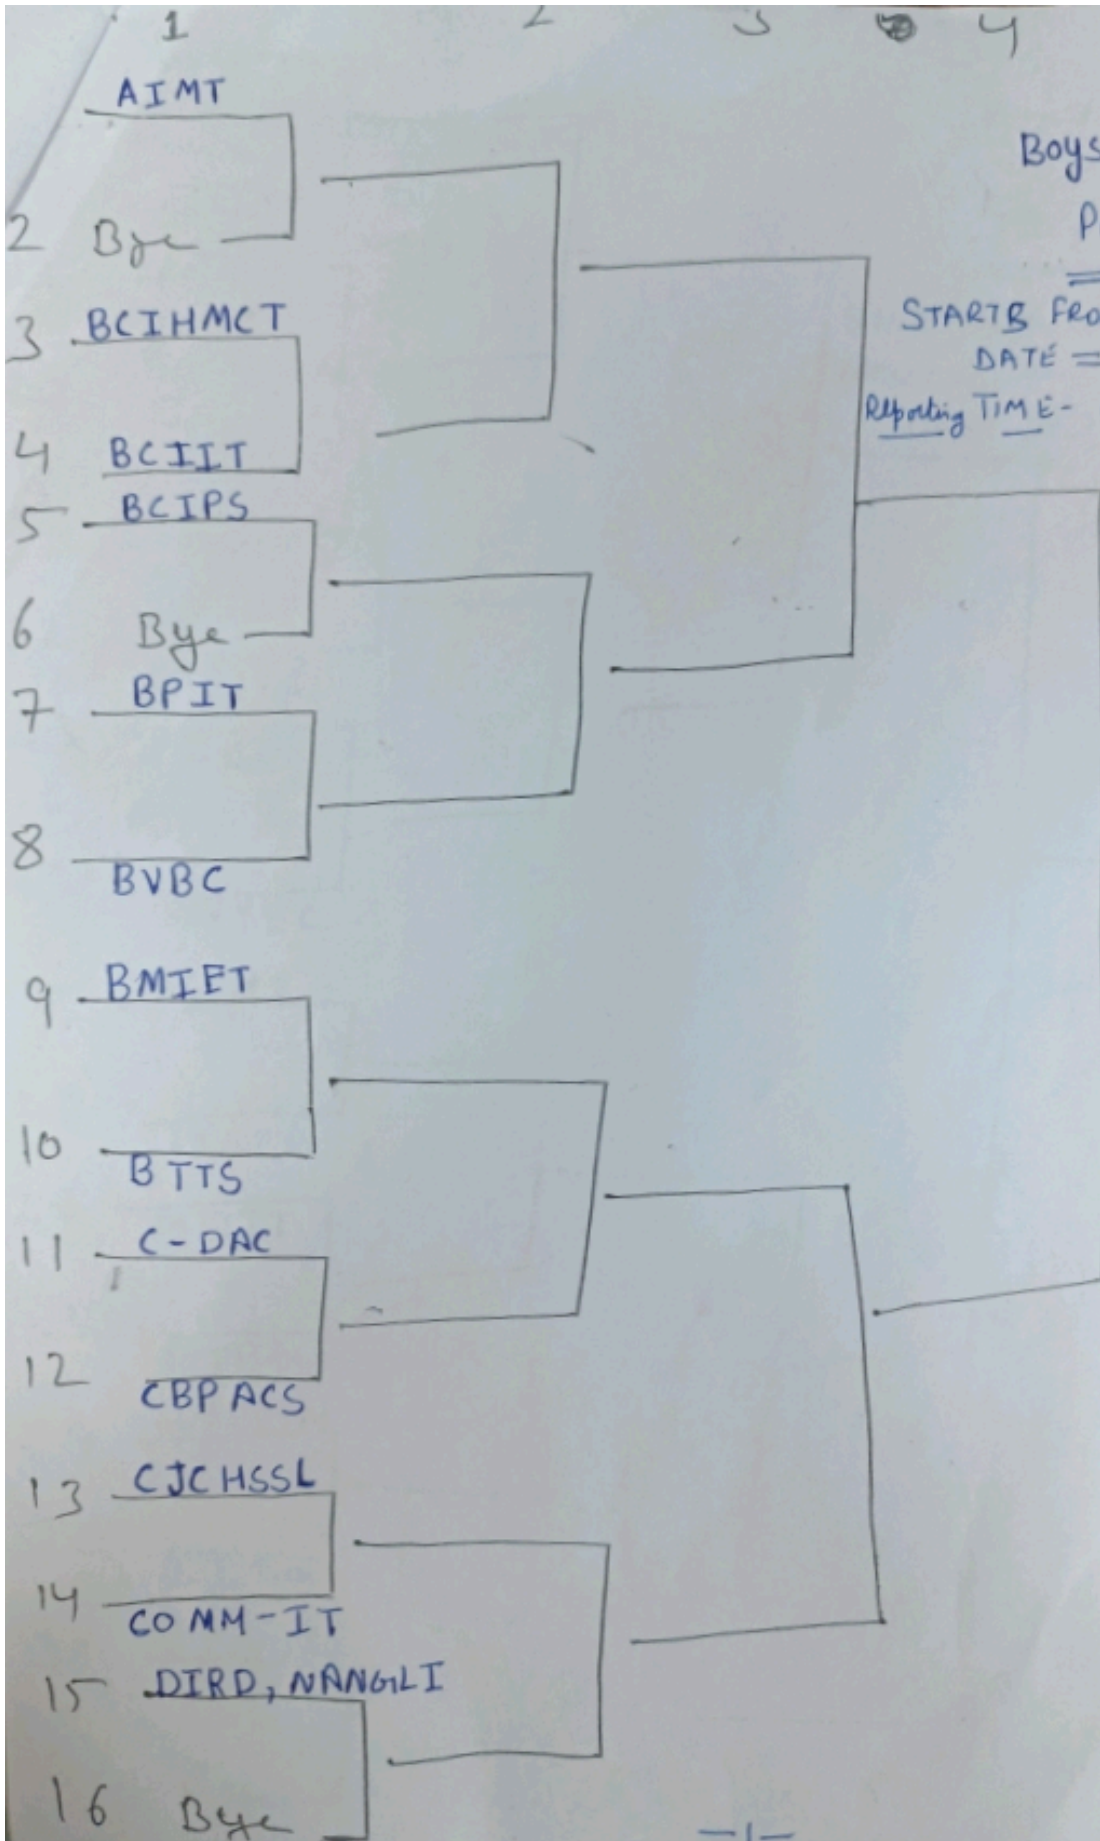 1 2 3 4
AIMT
Boys
2 Bye
P
3 BCIHMCT
STARTB FRO
DATE =
Reporting TIME-
4 BCIIT
5 BCIPS
6 Bye
7 BPIT
8 BVBC
9 BMIET
10 BTTS
11 C-DAC
12 CBPACS
13 CJCHSSL
14 COMM-IT
15 DIRD, NANGLI
16 Bye
-1-